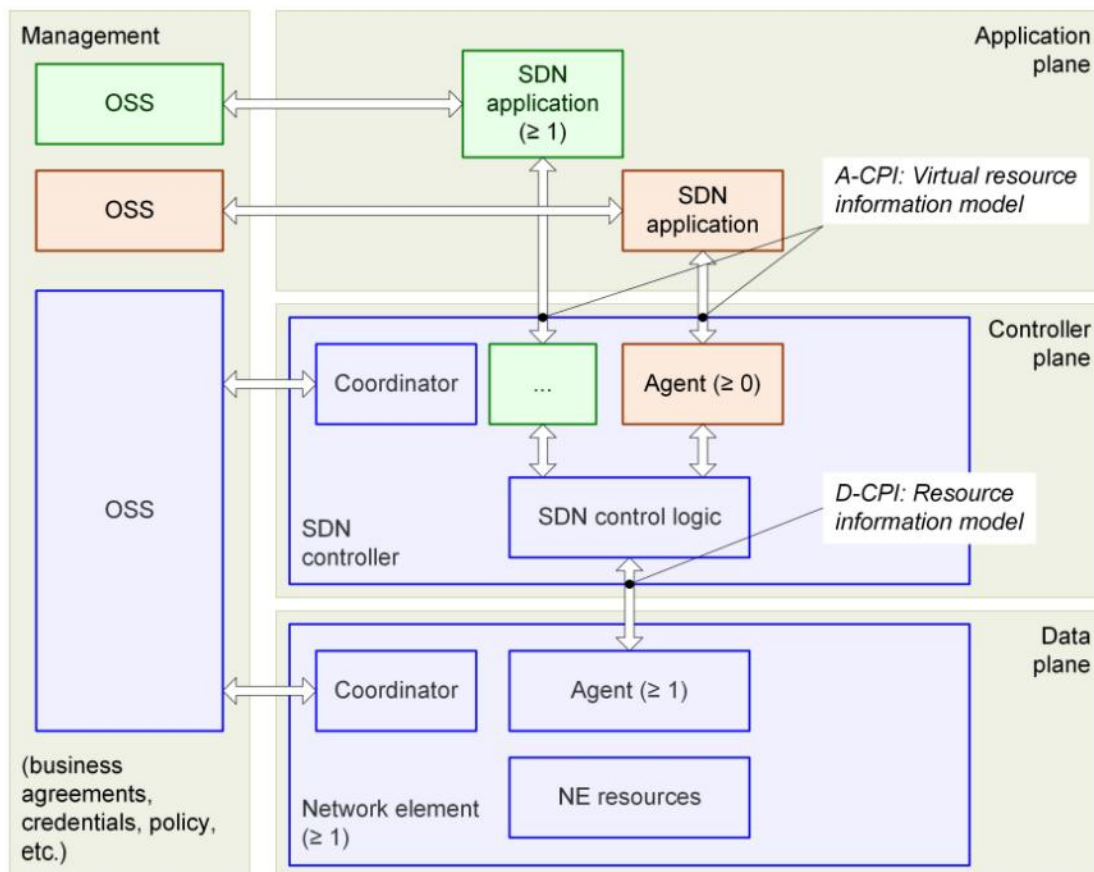 Management
OSS
OSS
OSS
(business
agreements,
credentials, policy,
etc.)
Application
plane
SDN
application
(≥ 1)
SDN
application
A-CPI: Virtual resource
information model
Controller
plane
Coordinator
...
Agent (≥ 0)
SDN control logic
SDN
controller
D-CPI: Resource
information model
Data
plane
Coordinator
Agent (≥ 1)
NE resources
Network element
(≥ 1)